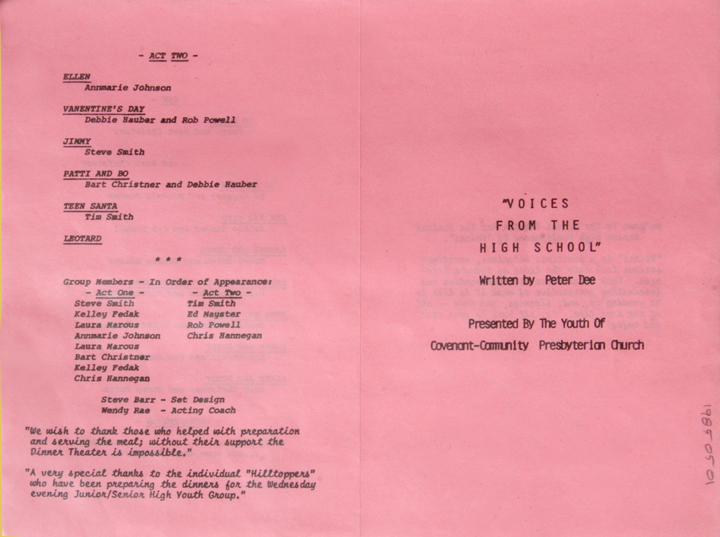 - ACT TWO -
ELLEN
Annmarie Johnson
VANENTINE'S DAY
Debbie Hauber and Rob Powell
JIMMY
Steve Smith
PATTI AND BO
Bart Christner and Debbie Hauber
TEEN SANTA
Tim Smith
LEOTARD
* * *
Group Members - In Order of Appearance:
- Act One - - Act Two -
Steve Smith Tim Smith
Kelley Fedak Ed Mayster
Laura Marous Rob Powell
Annmarie Johnson Chris Hannegan
Laura Marous
Bart Christner
Kelley Fedak
Chris Hannegan
Steve Barr - Set Design
Wendy Rae - Acting Coach
"We wish to thank those who helped with preparation
and serving the meal; without their support the
Dinner Theater is impossible."
"A very special thanks to the individual "Hilltoppers"
who have been preparing the dinners for the Wednesday
evening Junior/Senior High Youth Group."
"VOICES
FROM THE
HIGH SCHOOL"
Written by Peter Dee
Presented By The Youth Of
Covenant-Community Presbyterian Church